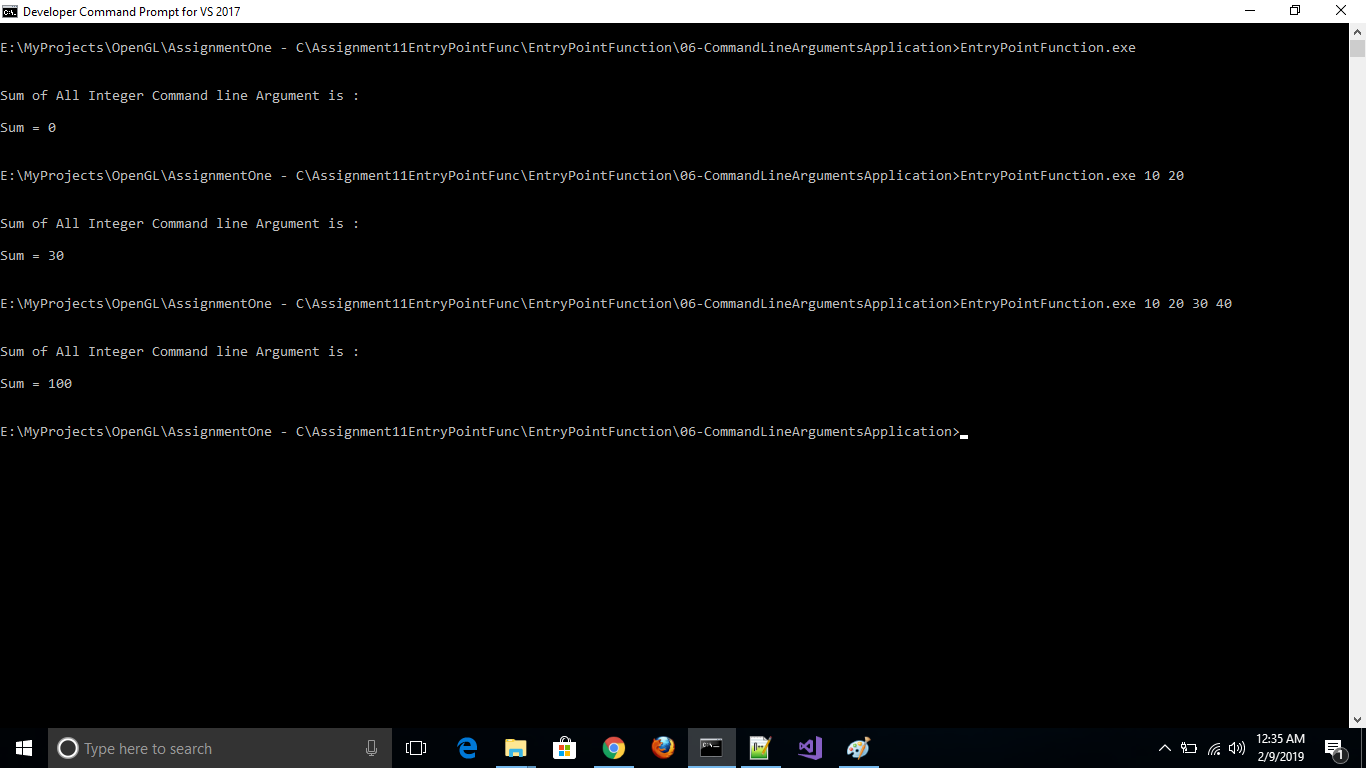 Developer Command Prompt for VS 2017
E:\MyProjects\OpenGL\AssignmentOne - C\Assignment11EntryPointFunc\EntryPointFunction\06-CommandLineArgumentsApplication>EntryPointFunction.exe
Sum of All Integer Command line Argument is :
Sum = 0
E:\MyProjects\OpenGL\AssignmentOne - C\Assignment11EntryPointFunc\EntryPointFunction\06-CommandLineArgumentsApplication>EntryPointFunction.exe 10 20
Sum of All Integer Command line Argument is :
Sum = 30
E:\MyProjects\OpenGL\AssignmentOne - C\Assignment11EntryPointFunc\EntryPointFunction\06-CommandLineArgumentsApplication>EntryPointFunction.exe 10 20 30 40
Sum of All Integer Command line Argument is :
Sum = 100
E:\MyProjects\OpenGL\AssignmentOne - C\Assignment11EntryPointFunc\EntryPointFunction\06-CommandLineArgumentsApplication>
Type here to search
12:35 AM
2/9/2019
1